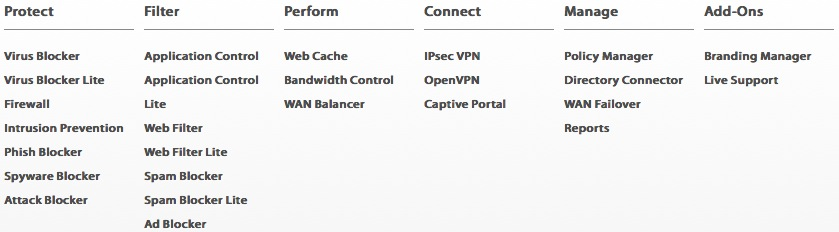 Protect
Virus Blocker
Virus Blocker Lite
Firewall
Intrusion Prevention
Phish Blocker
Spyware Blocker
Attack Blocker
Filter
Application Control
Application Control
Lite
Web Filter
Web Filter Lite
Spam Blocker
Spam Blocker Lite
Ad Blocker
Perform
Web Cache
Bandwidth Control
WAN Balancer
Connect
IPsec VPN
OpenVPN
Captive Portal
Manage
Policy Manager
Directory Connector
WAN Failover
Reports
Add-Ons
Branding Manager
Live Support